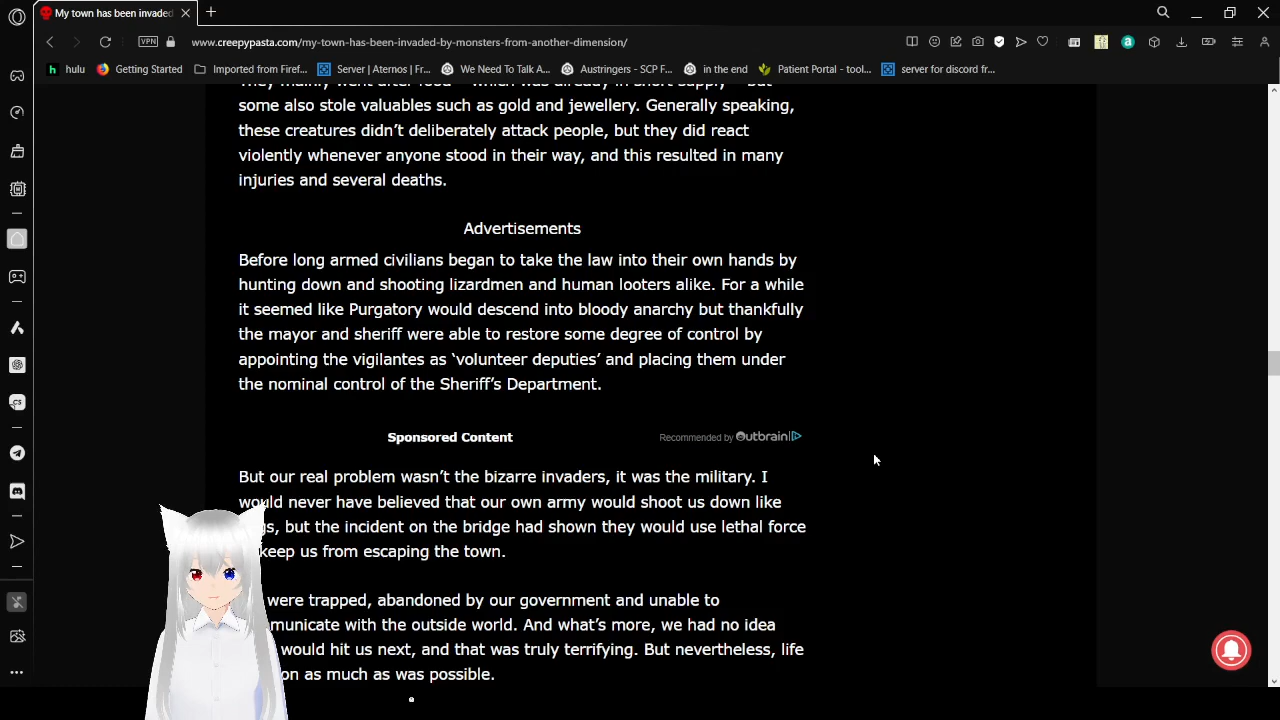 My town has been invaded
VPN
www.creepypasta.com/my-town-has-been-invaded-by-monsters-from-another-dimension/
hulu
Getting Started
Imported from Firef...
Server | Aternos | Fr...
We Need To Talk A...
Austringers - SCP F...
in the end
Patient Portal - tool...
server for discord fr...
some also stole valuables such as gold and jewellery. Generally speaking,
these creatures didn't deliberately attack people, but they did react
violently whenever anyone stood in their way, and this resulted in many
injuries and several deaths.
Advertisements
Before long armed civilians began to take the law into their own hands by
hunting down and shooting lizardmen and human looters alike. For a while
it seemed like Purgatory would descend into bloody anarchy but thankfully
the mayor and sheriff were able to restore some degree of control by
appointing the vigilantes as ‘volunteer deputies’ and placing them under
the nominal control of the Sheriff's Department.
Sponsored Content
Recommended by Outbrain
But our real problem wasn't the bizarre invaders, it was the military. I
would never have believed that our own army would shoot us down like
but the incident on the bridge had shown they would use lethal force
keep us from escaping the town.
were trapped, abandoned by our government and unable to
with the outside world. And what's more, we had no idea
would hit us next, and that was truly terrifying. But nevertheless, life
on as much as was possible.